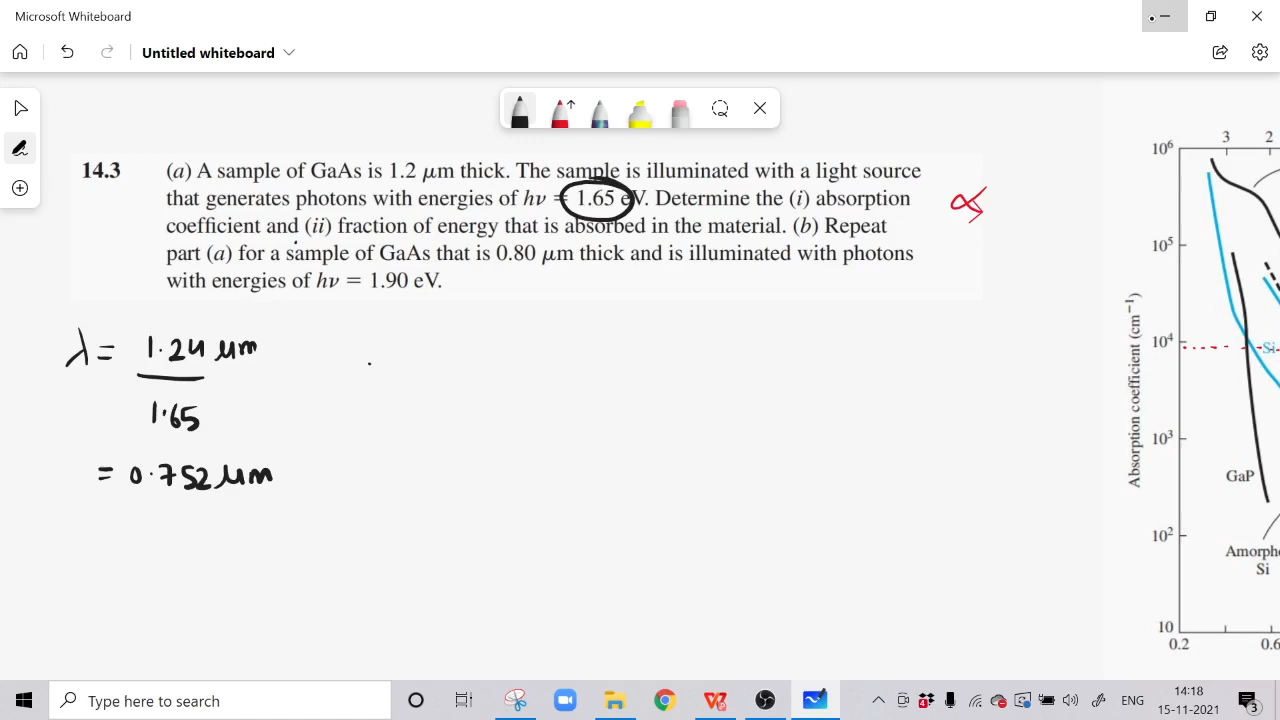 Microsoft Whiteboard
Untitled whiteboard
14.3 (a) A sample of GaAs is 1.2 μm thick. The sample is illuminated with a light source
that generates photons with energies of hν = 1.65 eV. Determine the (i) absorption
coefficient and (ii) fraction of energy that is absorbed in the material. (b) Repeat
part (a) for a sample of GaAs that is 0.80 μm thick and is illuminated with photons
with energies of hν = 1.90 eV.
α
λ = 1.24 μm
1.65
= 0.752 μm
3 2
10⁶
10⁵
10⁴
10³
10²
10
Absorption coefficient (cm⁻¹)
Si
GaP
Amorph
Si
0.2 0.6
Type here to search
4
ENG
14:18
15-11-2021
3